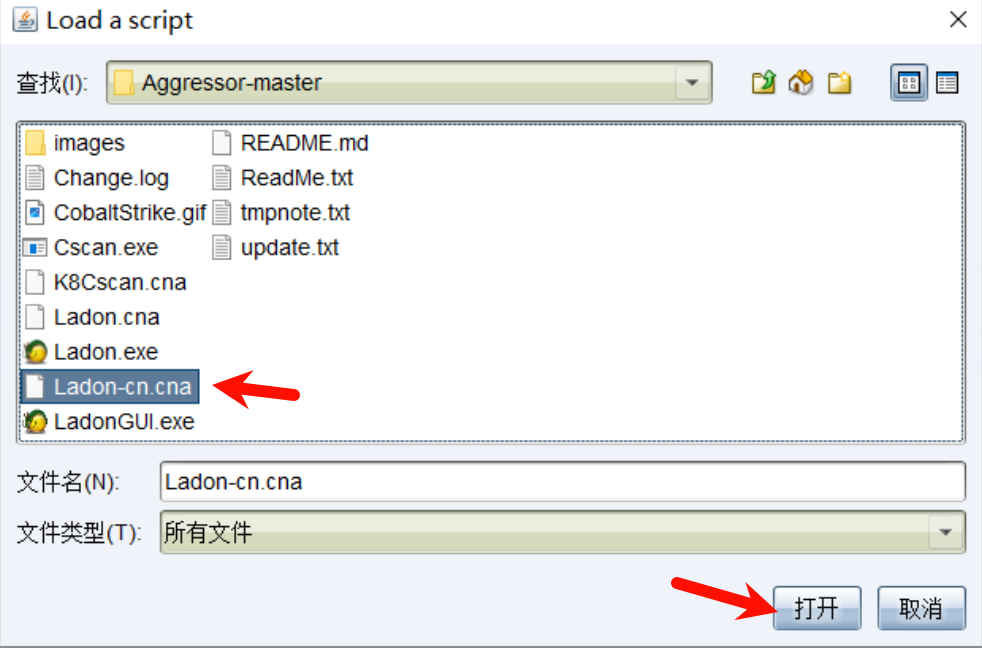 Load a script
查找(I):
Aggressor-master
images
Change.log
CobaltStrike.gif
Cscan.exe
K8Cscan.cna
Ladon.cna
Ladon.exe
Ladon-cn.cna
LadonGUI.exe
README.md
ReadMe.txt
tmpnote.txt
update.txt
文件名(N):
Ladon-cn.cna
文件类型(T):
所有文件
打开
取消